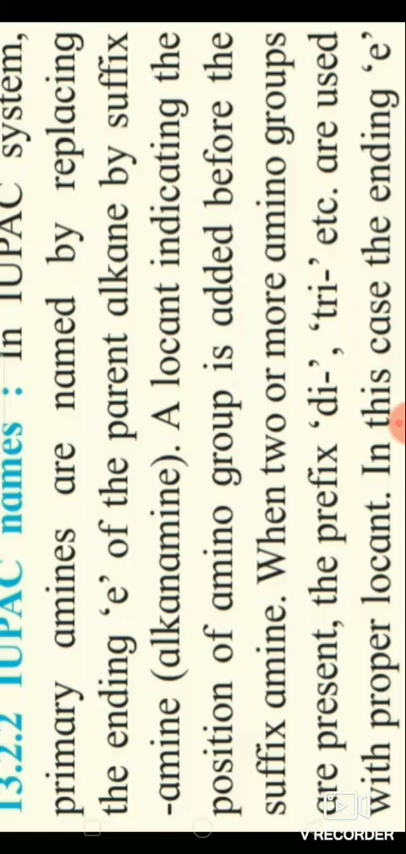 13.2.2 IUPAC names : In IUPAC system,
primary amines are named by replacing
the ending ‘e’ of the parent alkane by suffix
-amine (alkanamine). A locant indicating the
position of amino group is added before the
suffix amine. When two or more amino groups
are present, the prefix ‘di-’, ‘tri-’ etc. are used
with proper locant. In this case the ending ‘e’
V RECORDER